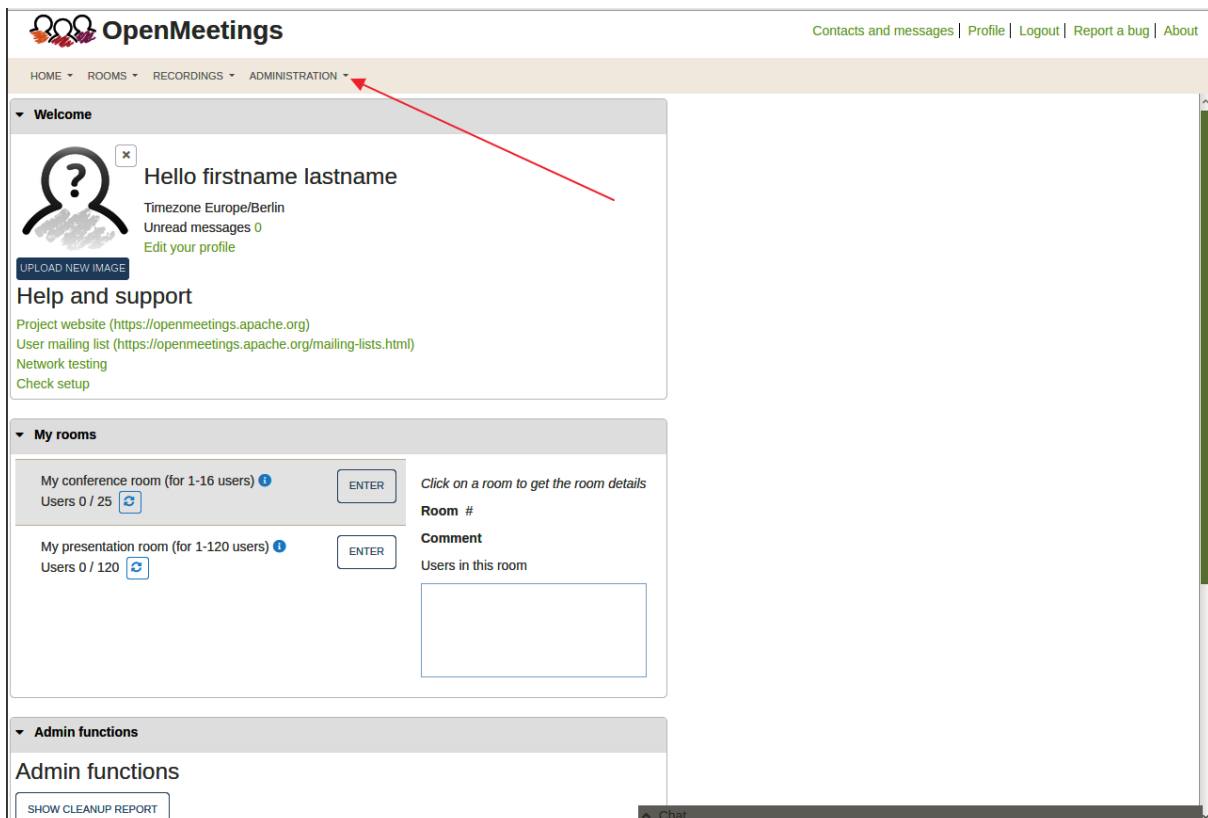 OpenMeetings
Contacts and messages | Profile | Logout | Report a bug | About
HOME ROOMS RECORDINGS ADMINISTRATION
Welcome
Hello firstname lastname
Timezone Europe/Berlin
Unread messages 0
Edit your profile
UPLOAD NEW IMAGE
Help and support
Project website (https://openmeetings.apache.org)
User mailing list (https://openmeetings.apache.org/mailing-lists.html)
Network testing
Check setup
My rooms
My conference room (for 1-16 users)
Users 0 / 25
ENTER
My presentation room (for 1-120 users)
Users 0 / 120
ENTER
Click on a room to get the room details
Room #
Comment
Users in this room
Admin functions
Admin functions
SHOW CLEANUP REPORT
Chat